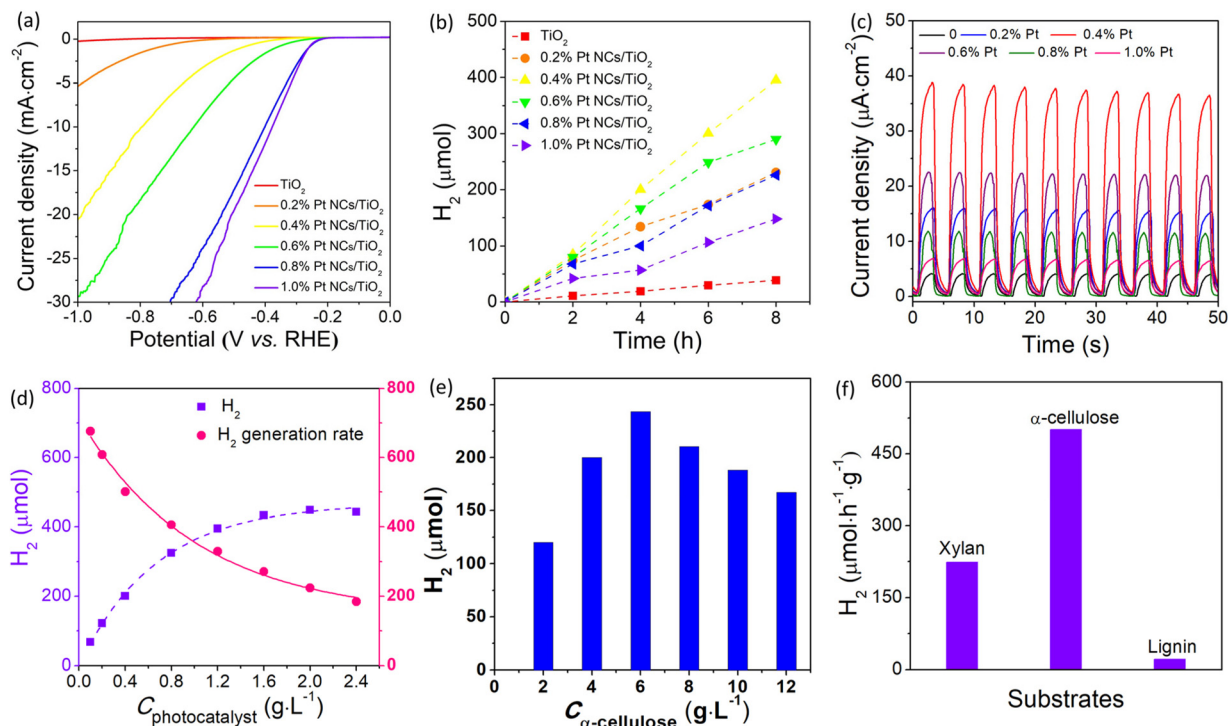 (a)
0
-5
-10
-15
-20
-25
-30
Current density (mA·cm⁻²)
TiO₂
0.2% Pt NCs/TiO₂
0.4% Pt NCs/TiO₂
0.6% Pt NCs/TiO₂
0.8% Pt NCs/TiO₂
1.0% Pt NCs/TiO₂
-1.0 -0.8 -0.6 -0.4 -0.2 0.0
Potential (V vs. RHE)
(b)
500
400
300
200
100
0
H₂ (μmol)
TiO₂
0.2% Pt NCs/TiO₂
0.4% Pt NCs/TiO₂
0.6% Pt NCs/TiO₂
0.8% Pt NCs/TiO₂
1.0% Pt NCs/TiO₂
0 2 4 6 8
Time (h)
(c)
50
40
30
20
10
0
Current density (μA·cm⁻²)
0 0.2% Pt 0.4% Pt
0.6% Pt 0.8% Pt 1.0% Pt
0 10 20 30 40 50
Time (s)
(d)
800
600
400
200
0
H₂ (μmol)
H₂
H₂ generation rate
800
600
400
200
0
0.0 0.4 0.8 1.2 1.6 2.0 2.4
C photocatalyst (g·L⁻¹)
(e)
250
200
150
100
50
0
H₂ (μmol)
0 2 4 6 8 10 12
C α-cellulose (g·L⁻¹)
(f)
600
450
300
150
0
H₂ (μmol·h⁻¹·g⁻¹)
α-cellulose
Xylan
Lignin
Substrates